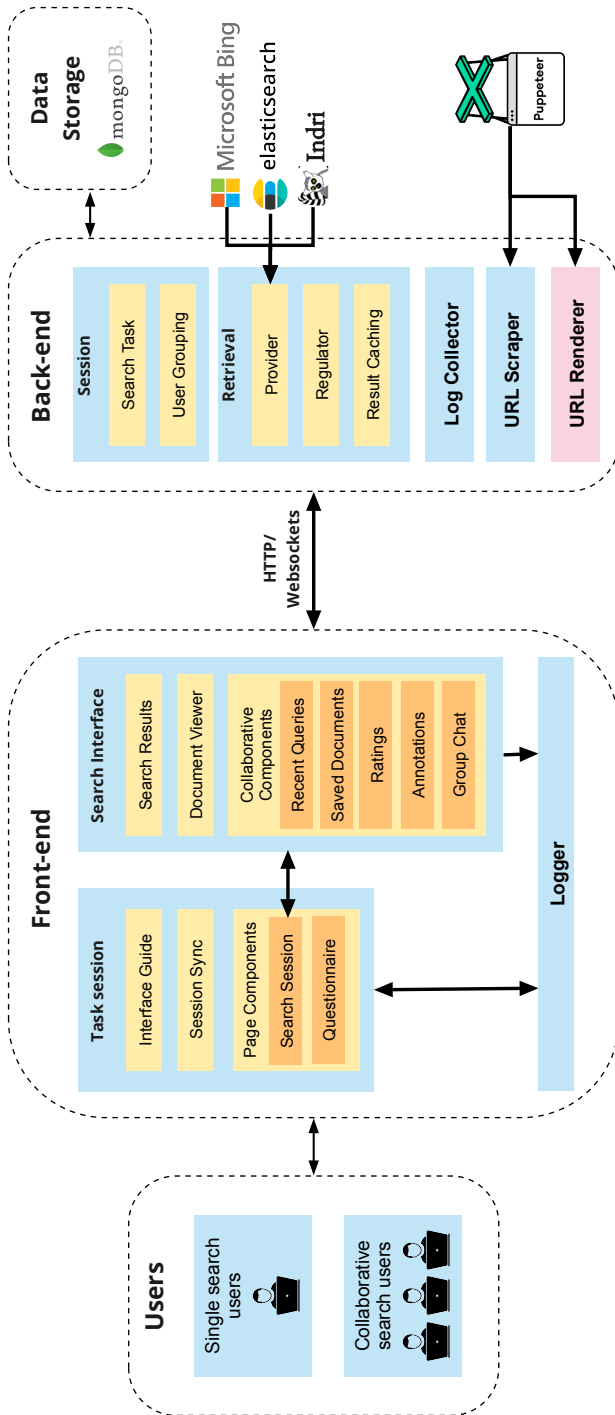 Users
Single search
users
Collaborative
search users
Front-end
Task session
Interface Guide
Session Sync
Page Components
Search Session
Questionnaire
Search Interface
Search Results
Document Viewer
Collaborative
Components
Recent Queries
Saved Documents
Ratings
Annotations
Group Chat
Logger
HTTP/
Websockets
Back-end
Session
Search Task
User Grouping
Retrieval
Provider
Regulator
Result Caching
Log Collector
URL Scraper
URL Renderer
Data
Storage
mongoDB.
Microsoft Bing
elasticsearch
Indri
Puppeteer